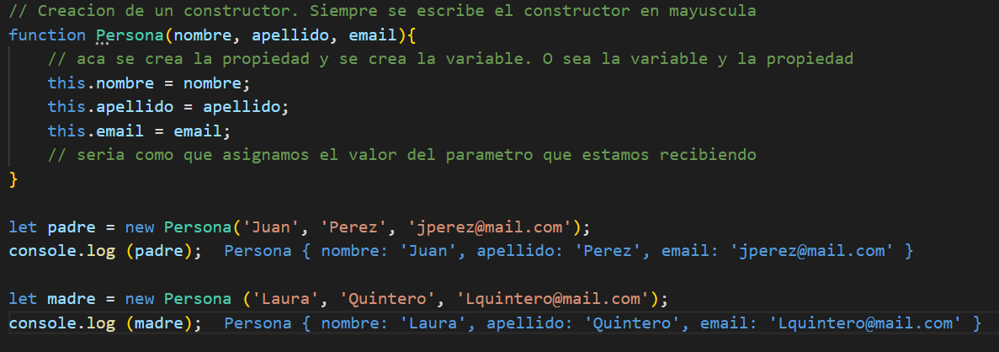 // Creacion de un constructor. Siempre se escribe el constructor en mayuscula
function Persona(nombre, apellido, email){
// aca se crea la propiedad y se crea la variable. O sea la variable y la propiedad
this.nombre = nombre;
this.apellido = apellido;
this.email = email;
// seria como que asignamos el valor del parametro que estamos recibiendo
}
let padre = new Persona('Juan', 'Perez', 'jperez@mail.com');
console.log (padre);  Persona { nombre: 'Juan', apellido: 'Perez', email: 'jperez@mail.com' }
let madre = new Persona ('Laura', 'Quintero', 'Lquintero@mail.com');
console.log (madre);  Persona { nombre: 'Laura', apellido: 'Quintero', email: 'Lquintero@mail.com' }